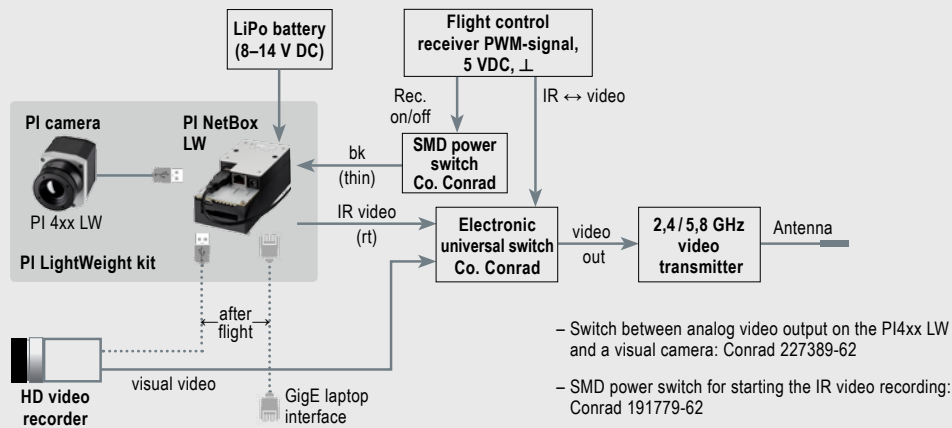 LiPo battery
(8–14 V DC)
Flight control
receiver PWM-signal,
5 VDC, ⊥
Rec.
on/off
IR ↔ video
PI camera
PI NetBox
LW
bk
(thin)
SMD power
switch
Co. Conrad
PI 4xx LW
IR video
(rt)
Electronic
universal switch
Co. Conrad
video
out
2,4 / 5,8 GHz
video
transmitter
Antenna
PI LightWeight kit
←after→
flight
visual video
HD video
recorder
GigE laptop
interface
– Switch between analog video output on the PI4xx LW
and a visual camera: Conrad 227389-62
– SMD power switch for starting the IR video recording:
Conrad 191779-62